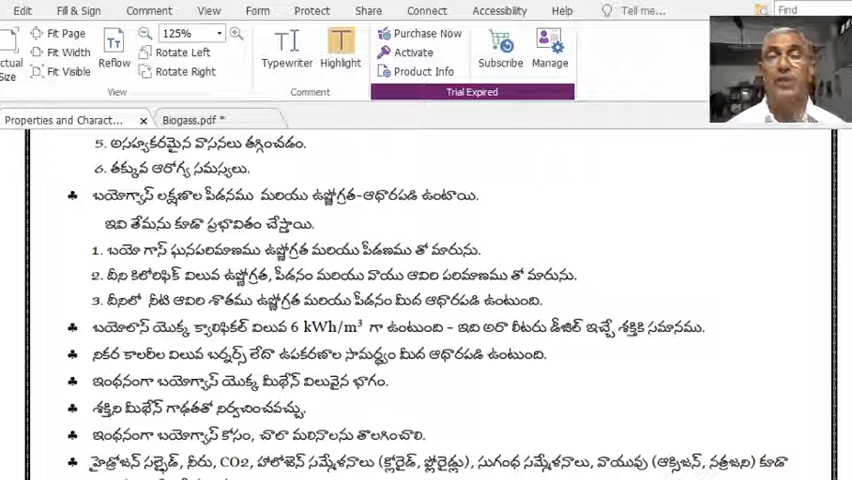 Edit Fill & Sign Comment View Form Protect Share Connect Accessibility Help Tell me... Find
Actual Size Fit Page Fit Width Fit Visible Reflow 125% Rotate Left Rotate Right Typewriter Highlight Purchase Now Activate Product Info Subscribe Manage
View Comment Trial Expired
Properties and Charact... Biogass.pdf *
5. అసహ్యకరమైన వాసనలు తగ్గించడం.
6. తక్కువ ఆరోగ్య సమస్యలు.
♣ బయోగ్యాస్ లక్షణాల పీడనము మరియు ఉష్ణోగ్రత-ఆధారపడి ఉంటాయి.
ఇవి తేమను కూడా ప్రభావితం చేస్తాయి.
1. బయో గాస్ ఘనపరిమాణము ఉష్ణోగ్రత మరియు పీడణము తో మారును.
2. దీని కిలోరిఫిక్ విలువ ఉష్ణోగ్రత, పీడనం మరియు వాయు ఆవిరి పరిమాణము తో మారును.
3. దీనిలో నీటి ఆవిరి శాతము ఉష్ణోగ్రత మరియు పీడనం మీద ఆధారపడి ఉంటుంది.
♣ బయోలాస్ యొక్క క్యాలిఫికల్ విలువ 6 kWh/m³ గా ఉంటుంది - ఇది అరా లీటరు డీజిల్ ఇచ్చే శక్తికి సమానము.
♣ నికర కాలరీల విలువ బర్నర్స్ లేదా ఉపకరణాల సామర్థ్యం మీద ఆధారపడి ఉంటుంది.
♣ ఇంధనంగా బయోగ్యాస్ యొక్క మీథేన్ విలువైన భాగం.
♣ శక్తిని మీథేన్ గాఢతతో నిర్వచించవచ్చు.
♣ ఇంధనంగా బయోగ్యాస్ కోసం, చాలా మలినాలను తొలగించాలి.
♣ హైడ్రోజన్ సల్ఫైడ్, నీరు, CO2, హాలోజెన్ సమ్మేళనాలు (క్లోరైడ్, ఫ్లోరైడ్లు), సుగంధ సమ్మేళనాలు, వాయువు (ఆక్సిజన్, నత్రజని) కూడా